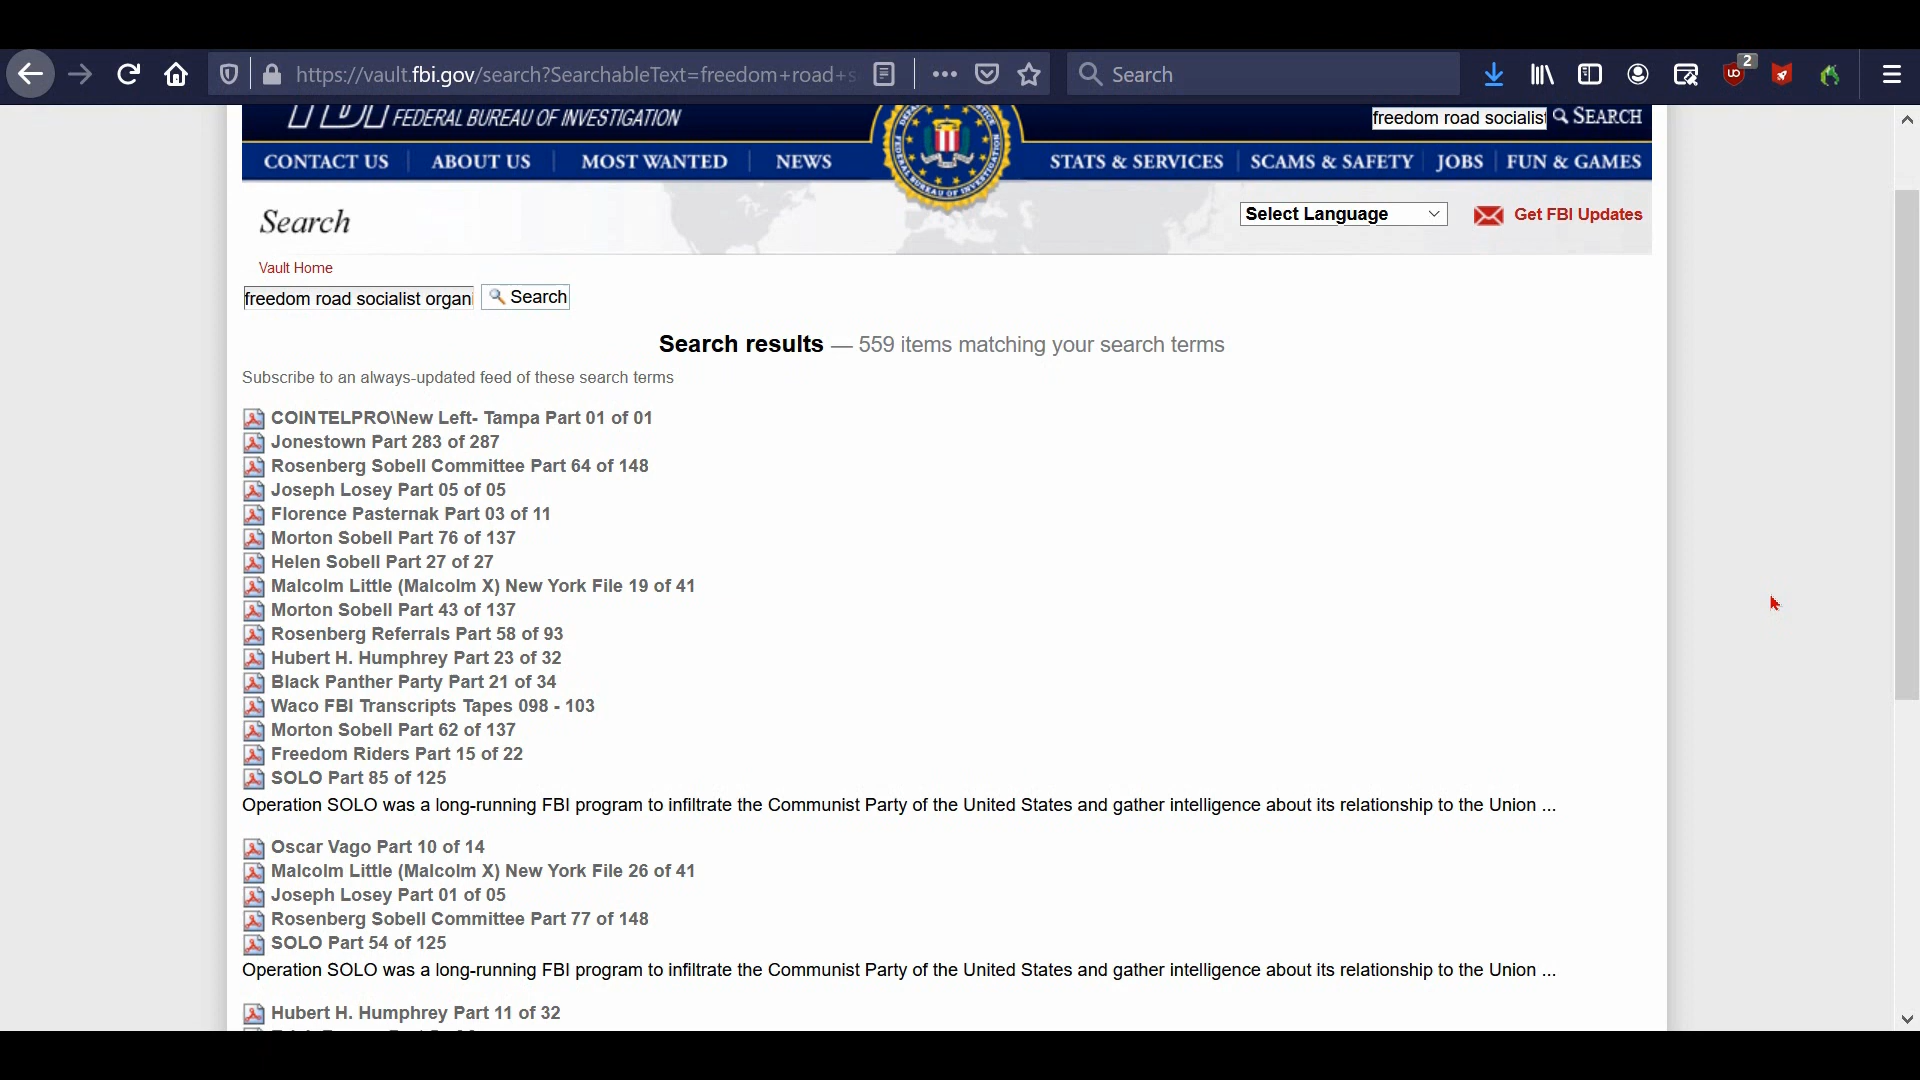 https://vault.fbi.gov/search?SearchableText=freedom+road+s
Search
2
FEDERAL BUREAU OF INVESTIGATION
freedom road socialist
SEARCH
CONTACT US
ABOUT US
MOST WANTED
NEWS
STATS & SERVICES
SCAMS & SAFETY
JOBS
FUN & GAMES
Search
Select Language
Get FBI Updates
Vault Home
freedom road socialist organi
Search
Search results — 559 items matching your search terms
Subscribe to an always-updated feed of these search terms
COINTELPRO\New Left- Tampa Part 01 of 01
Jonestown Part 283 of 287
Rosenberg Sobell Committee Part 64 of 148
Joseph Losey Part 05 of 05
Florence Pasternak Part 03 of 11
Morton Sobell Part 76 of 137
Helen Sobell Part 27 of 27
Malcolm Little (Malcolm X) New York File 19 of 41
Morton Sobell Part 43 of 137
Rosenberg Referrals Part 58 of 93
Hubert H. Humphrey Part 23 of 32
Black Panther Party Part 21 of 34
Waco FBI Transcripts Tapes 098 - 103
Morton Sobell Part 62 of 137
Freedom Riders Part 15 of 22
SOLO Part 85 of 125
Operation SOLO was a long-running FBI program to infiltrate the Communist Party of the United States and gather intelligence about its relationship to the Union ...
Oscar Vago Part 10 of 14
Malcolm Little (Malcolm X) New York File 26 of 41
Joseph Losey Part 01 of 05
Rosenberg Sobell Committee Part 77 of 148
SOLO Part 54 of 125
Operation SOLO was a long-running FBI program to infiltrate the Communist Party of the United States and gather intelligence about its relationship to the Union ...
Hubert H. Humphrey Part 11 of 32